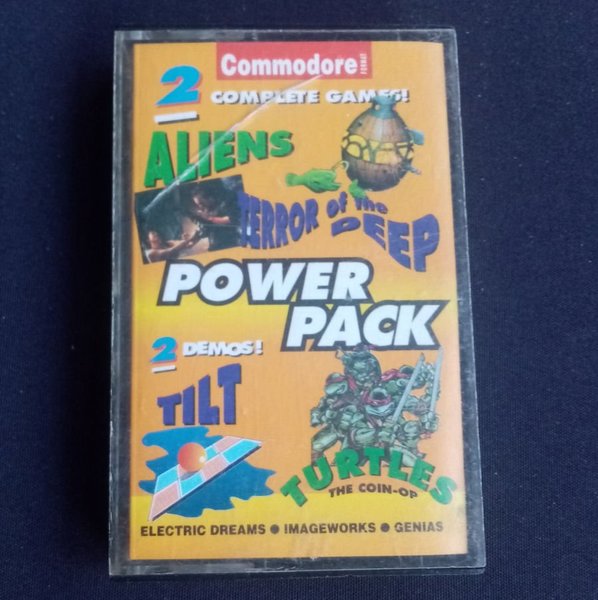 Commodore FORMAT
2 COMPLETE GAMES!
ALIENS
TERROR of the DEEP
POWER PACK
2 DEMOS!
TILT
TURTLES
THE COIN-OP
ELECTRIC DREAMS ● IMAGEWORKS ● GENIAS